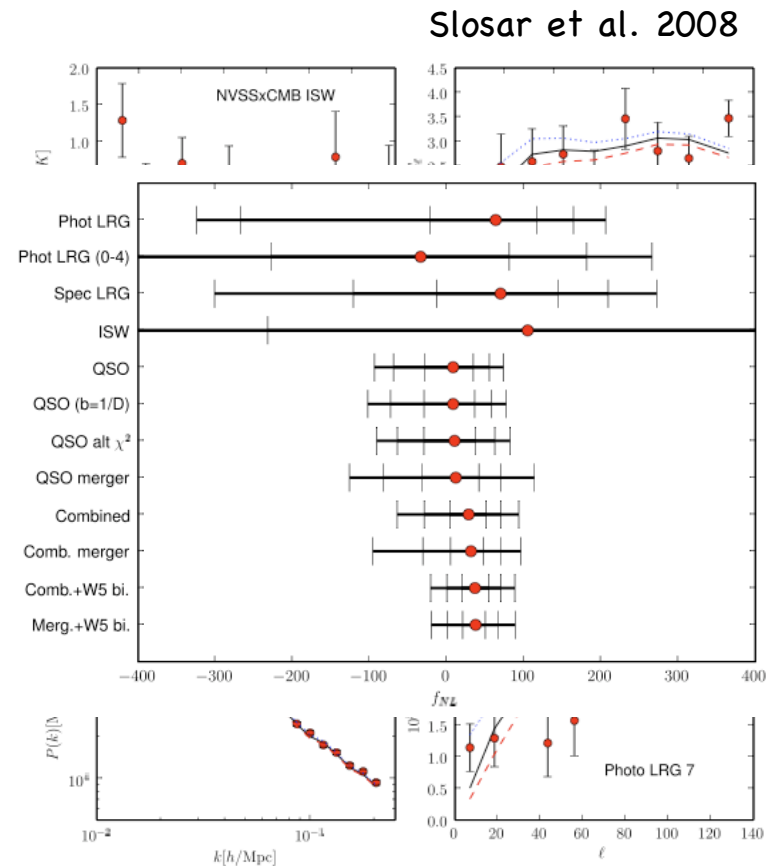 Slosar et al. 2008
2.0
1.5
1.0
NVSSxCMB ISW
K]
4.5
4.0
3.5
3.0
Phot LRG
Phot LRG (0-4)
Spec LRG
ISW
QSO
QSO (b=1/D)
QSO alt χ²
QSO merger
Combined
Comb. merger
Comb.+W5 bi.
Merg.+W5 bi.
−400 −300 −200 −100 0 100 200 300 400
f_NL
P(k)[M
10⁻² 10⁻¹
k[h/Mpc]
1.5
1.0
0.5
0.0
Photo LRG 7
0 20 40 60 80 100 120 140
ℓ